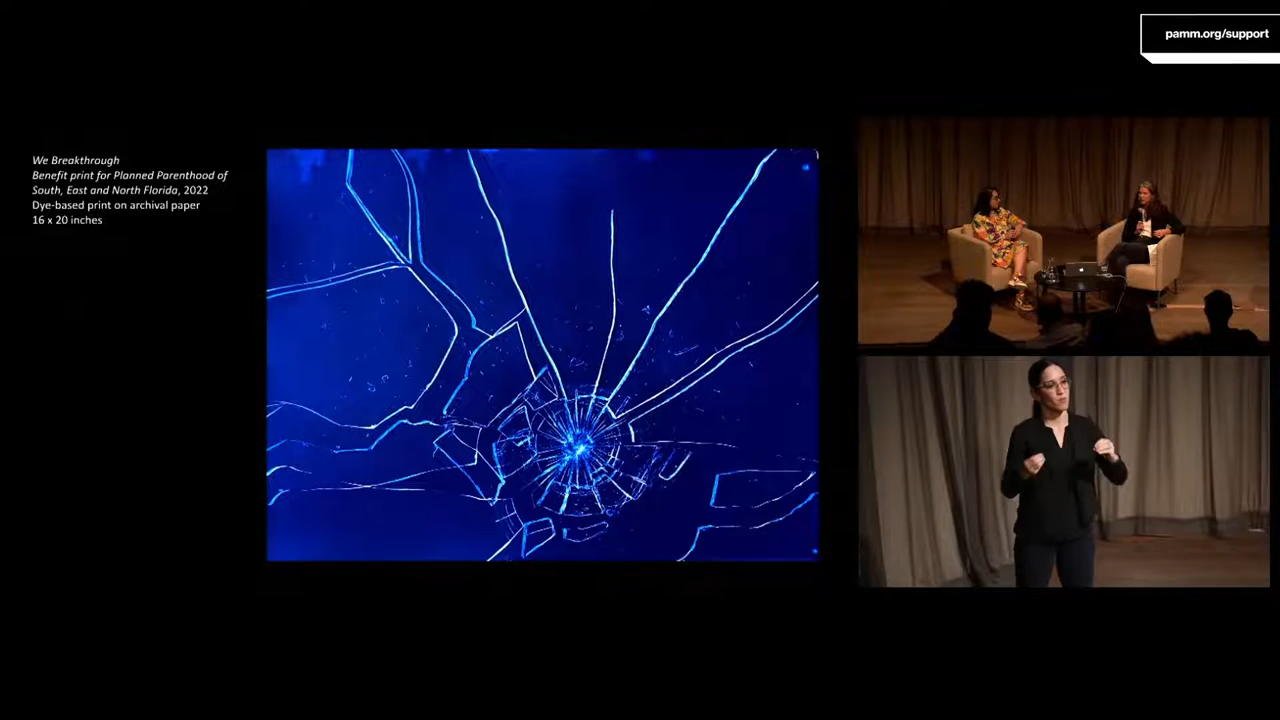 pamm.org/support
We Breakthrough
Benefit print for Planned Parenthood of
South, East and North Florida, 2022
Dye-based print on archival paper
16 x 20 inches